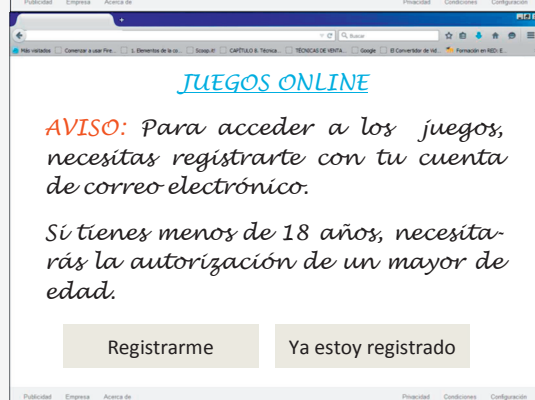 Publicidad Empresa Acerca de Privacidad Condiciones Configuración
Buscar
Más visitados Comenzar a usar Fire... 1. Elementos de la co... Scoop.it! CAPÍTULO 8. Técnica... TÉCNICAS DE VENTA... Google El Convertidor de Vid... Formación en RED: E...
JUEGOS ONLINE
AVISO: Para acceder a los juegos,
necesitas registrarte con tu cuenta
de correo electrónico.
Si tienes menos de 18 años, necesita-
rás la autorización de un mayor de
edad.
Registrarme Ya estoy registrado
Publicidad Empresa Acerca de Privacidad Condiciones Configuración